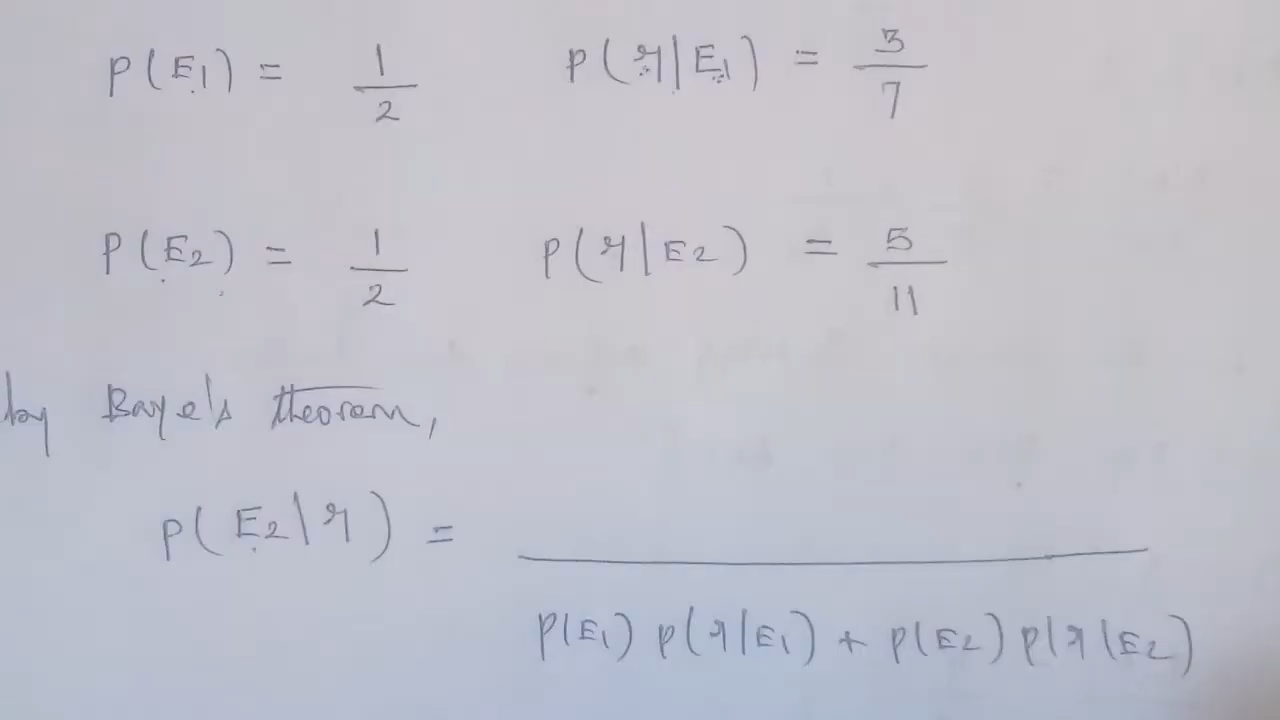 P(E1) = 1/2 P(r|E1) = 3/7
P(E2) = 1/2 P(r|E2) = 5/11
by Baye's theorem,
P(E2|r) =
P(E1) P(r|E1) + P(E2) P(r|E2)